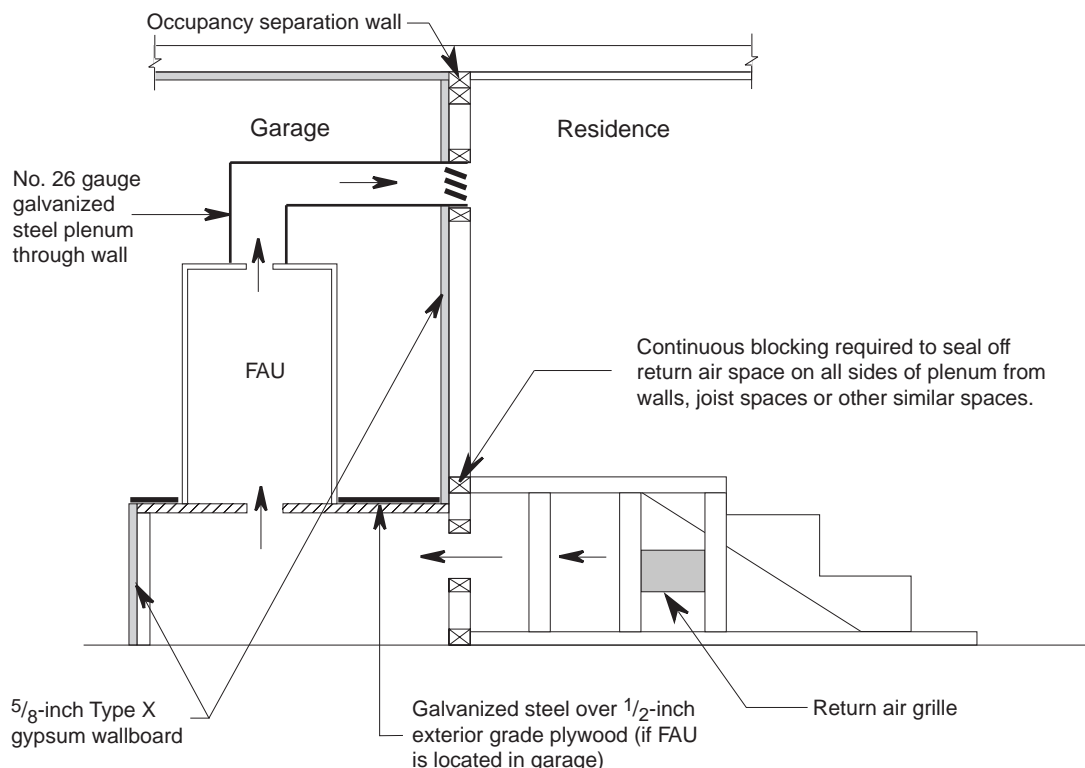 Occupancy separation wall
Garage
Residence
No. 26 gauge
galvanized
steel plenum
through wall
FAU
Continuous blocking required to seal off
return air space on all sides of plenum from
walls, joist spaces or other similar spaces.
5/8-inch Type X
gypsum wallboard
Galvanized steel over 1/2-inch
exterior grade plywood (if FAU
is located in garage)
Return air grille